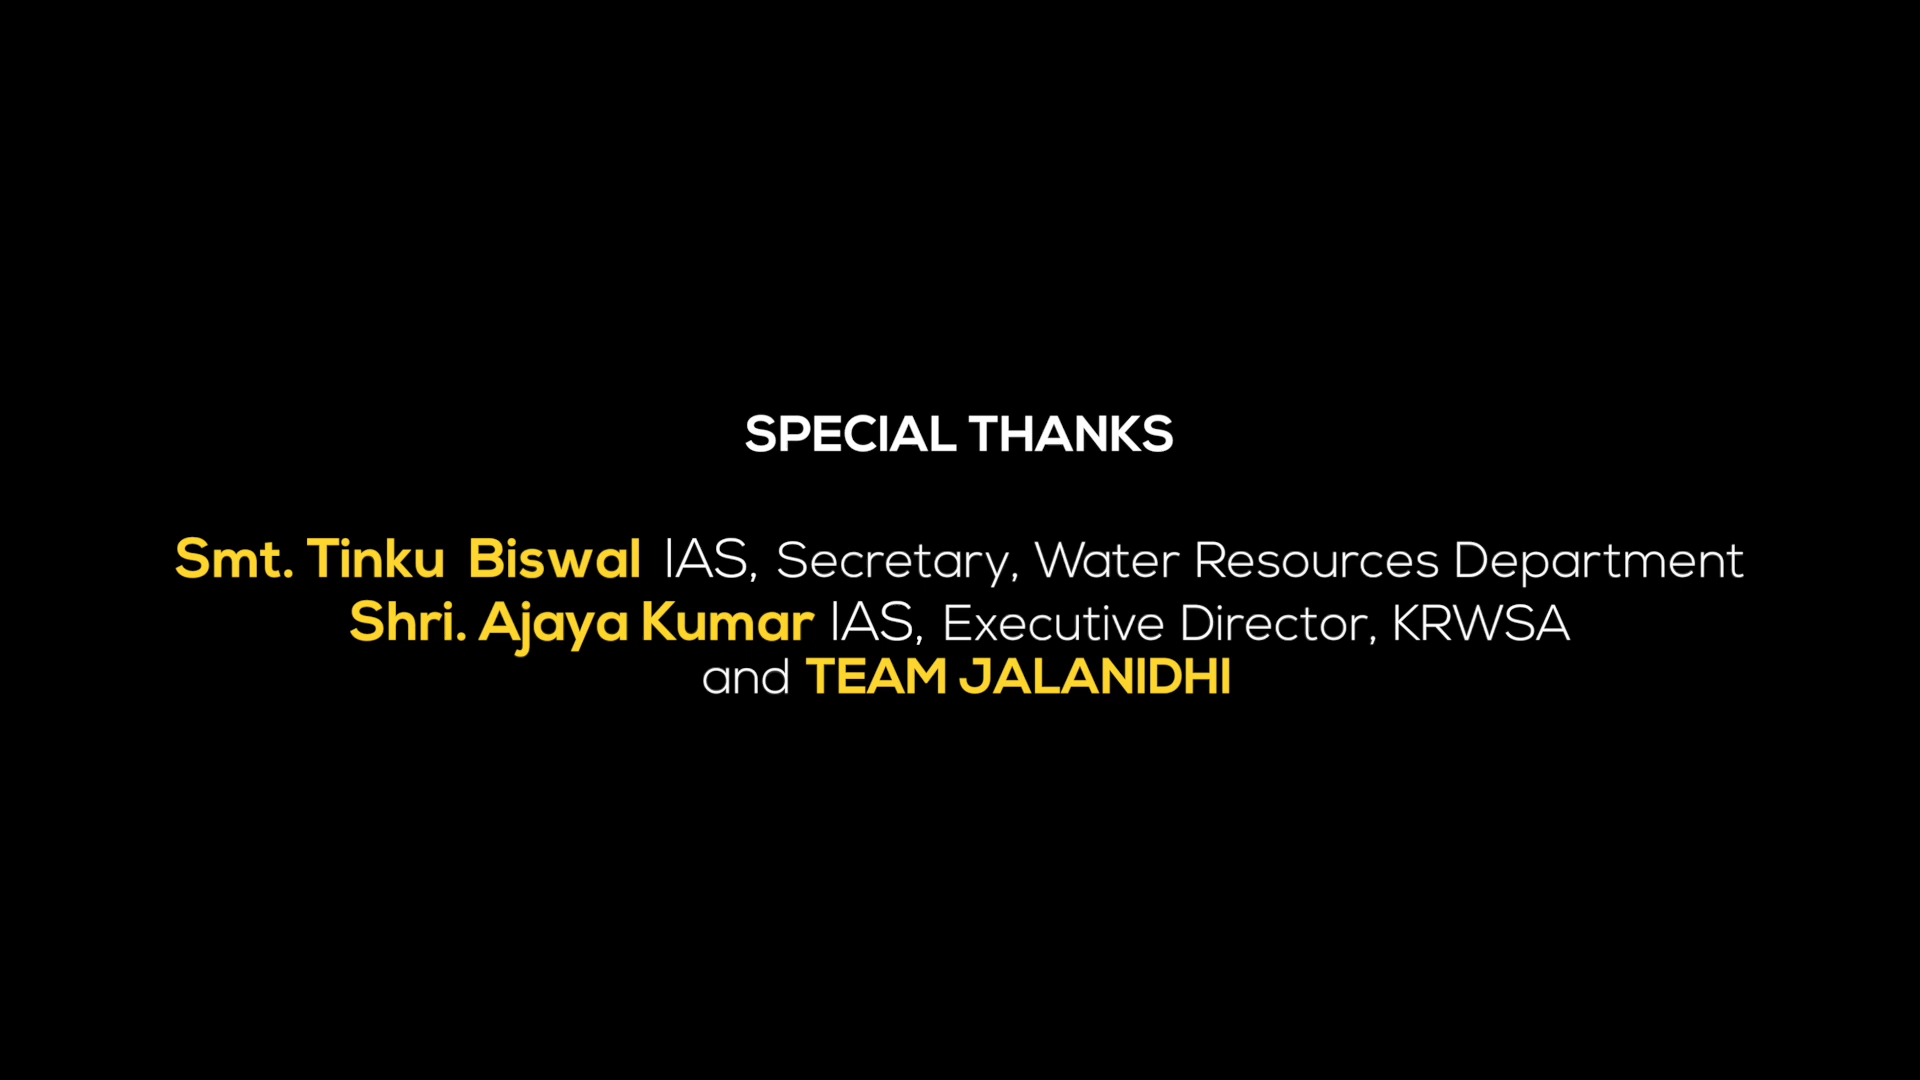 SPECIAL THANKS
Smt. Tinku Biswal IAS, Secretary, Water Resources Department
Shri. Ajaya Kumar IAS, Executive Director, KRWSA
and TEAM JALANIDHI